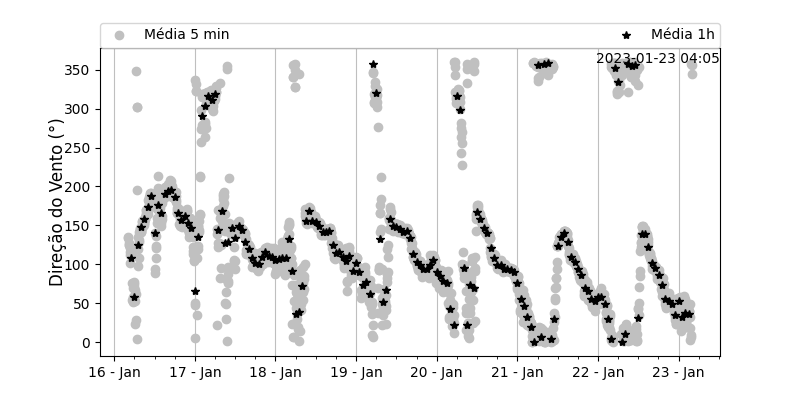 Média 5 min
Média 1h
2023-01-23 04:05
Direção do Vento (°)
350
300
250
200
150
100
50
0
16 - Jan
17 - Jan
18 - Jan
19 - Jan
20 - Jan
21 - Jan
22 - Jan
23 - Jan